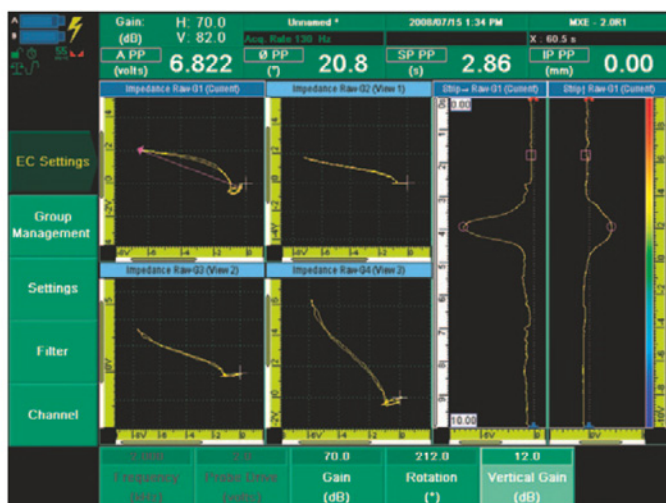 A
B
Gain: H: 70.0
(dB) V: 82.0
Unnamed *
2008/07/15 1:34 PM
MXE - 2.0R1
Acq. Rate 130 Hz
X : 60.5 s
A PP
(volts)
6.822
Ø PP
(°)
20.8
SP PP
(s)
2.86
IP PP
(mm)
0.00
Impedance Raw-G1 (Current)
Impedance Raw-G2 (View 1)
Impedance Raw-G3 (View 2)
Impedance Raw-G4 (View 3)
0.00
10.00
EC Settings
Group
Management
Settings
Filter
Channel
Frequency
70.0
Gain
(dB)
212.0
Rotation
(°)
12.0
Vertical Gain
(dB)